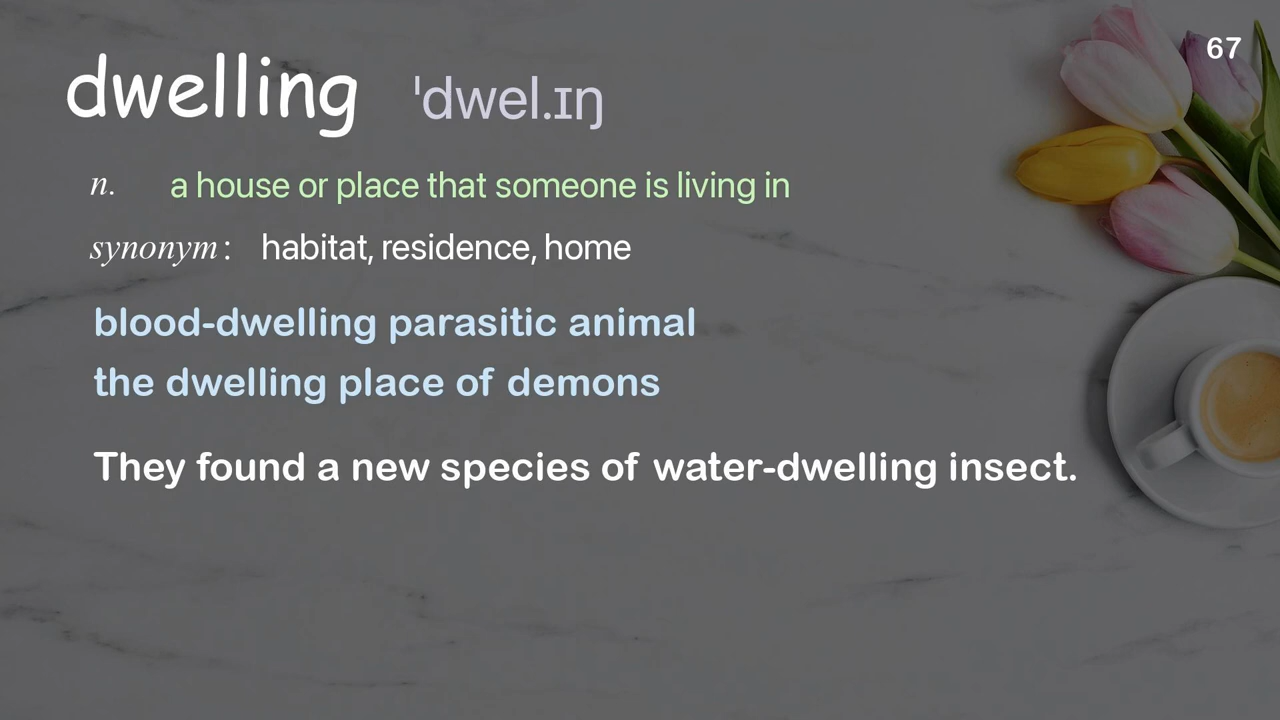 67
dwelling ˈdwel.ɪŋ
n. a house or place that someone is living in
synonym: habitat, residence, home
blood-dwelling parasitic animal
the dwelling place of demons
They found a new species of water-dwelling insect.